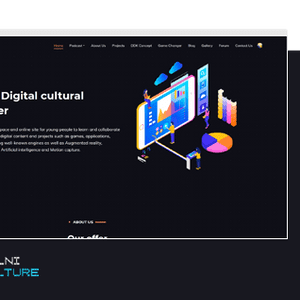 Home Podcast About Us Projects GEM Concept Game Changer Blog Gallery Forum Contact Us
Digital cultural
er
space and online site for young people to learn and collaborate
digital content and projects such as games, applications,
ng well-known engines as well as Augmented reality,
Artificial Intelligence and Motion capture.
ABOUT US
Our offer
LNI
LTURE